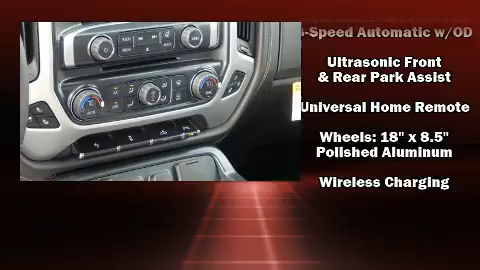 -Speed Automatic w/OD
Ultrasonic Front
& Rear Park Assist
Universal Home Remote
Wheels: 18" x 8.5"
Polished Aluminum
Wireless Charging